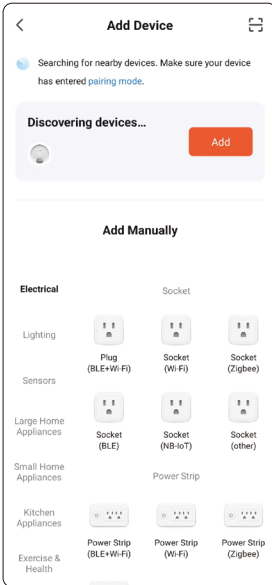 Add Device
Searching for nearby devices. Make sure your device
has entered pairing mode.
Discovering devices...
Add
Add Manually
Electrical
Socket
Lighting
Plug
(BLE+Wi-Fi)
Socket
(Wi-Fi)
Socket
(Zigbee)
Sensors
Large Home
Appliances
Socket
(BLE)
Socket
(NB-IoT)
Socket
(other)
Small Home
Appliances
Power Strip
Kitchen
Appliances
Power Strip
(BLE+Wi-Fi)
Power Strip
(Wi-Fi)
Power Strip
(Zigbee)
Exercise &
Health